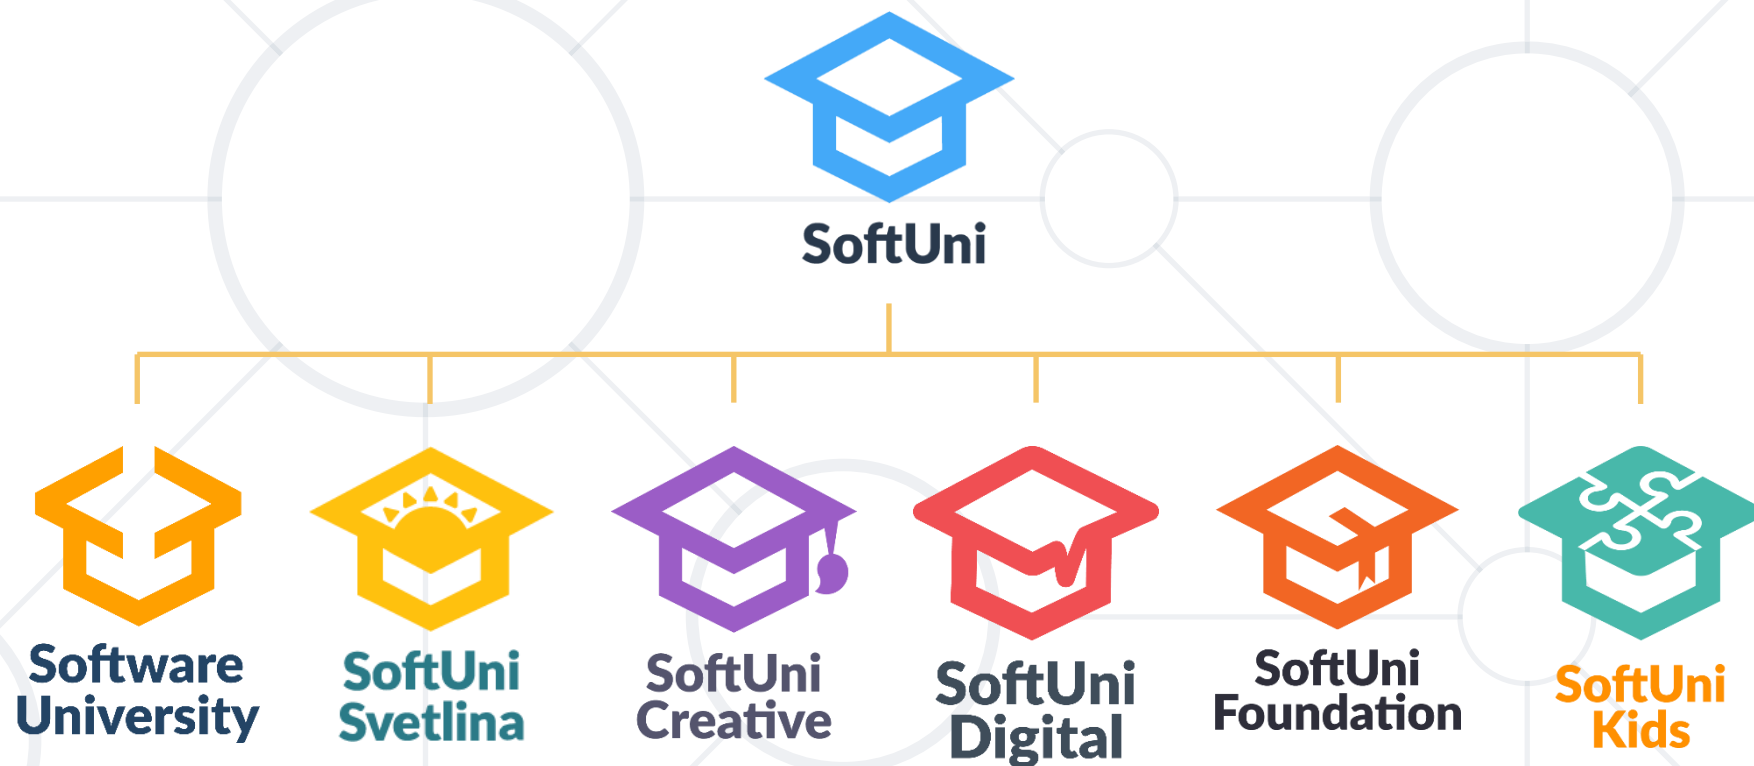 SoftUni
Software
University
SoftUni
Svetlina
SoftUni
Creative
SoftUni
Digital
SoftUni
Foundation
SoftUni
Kids